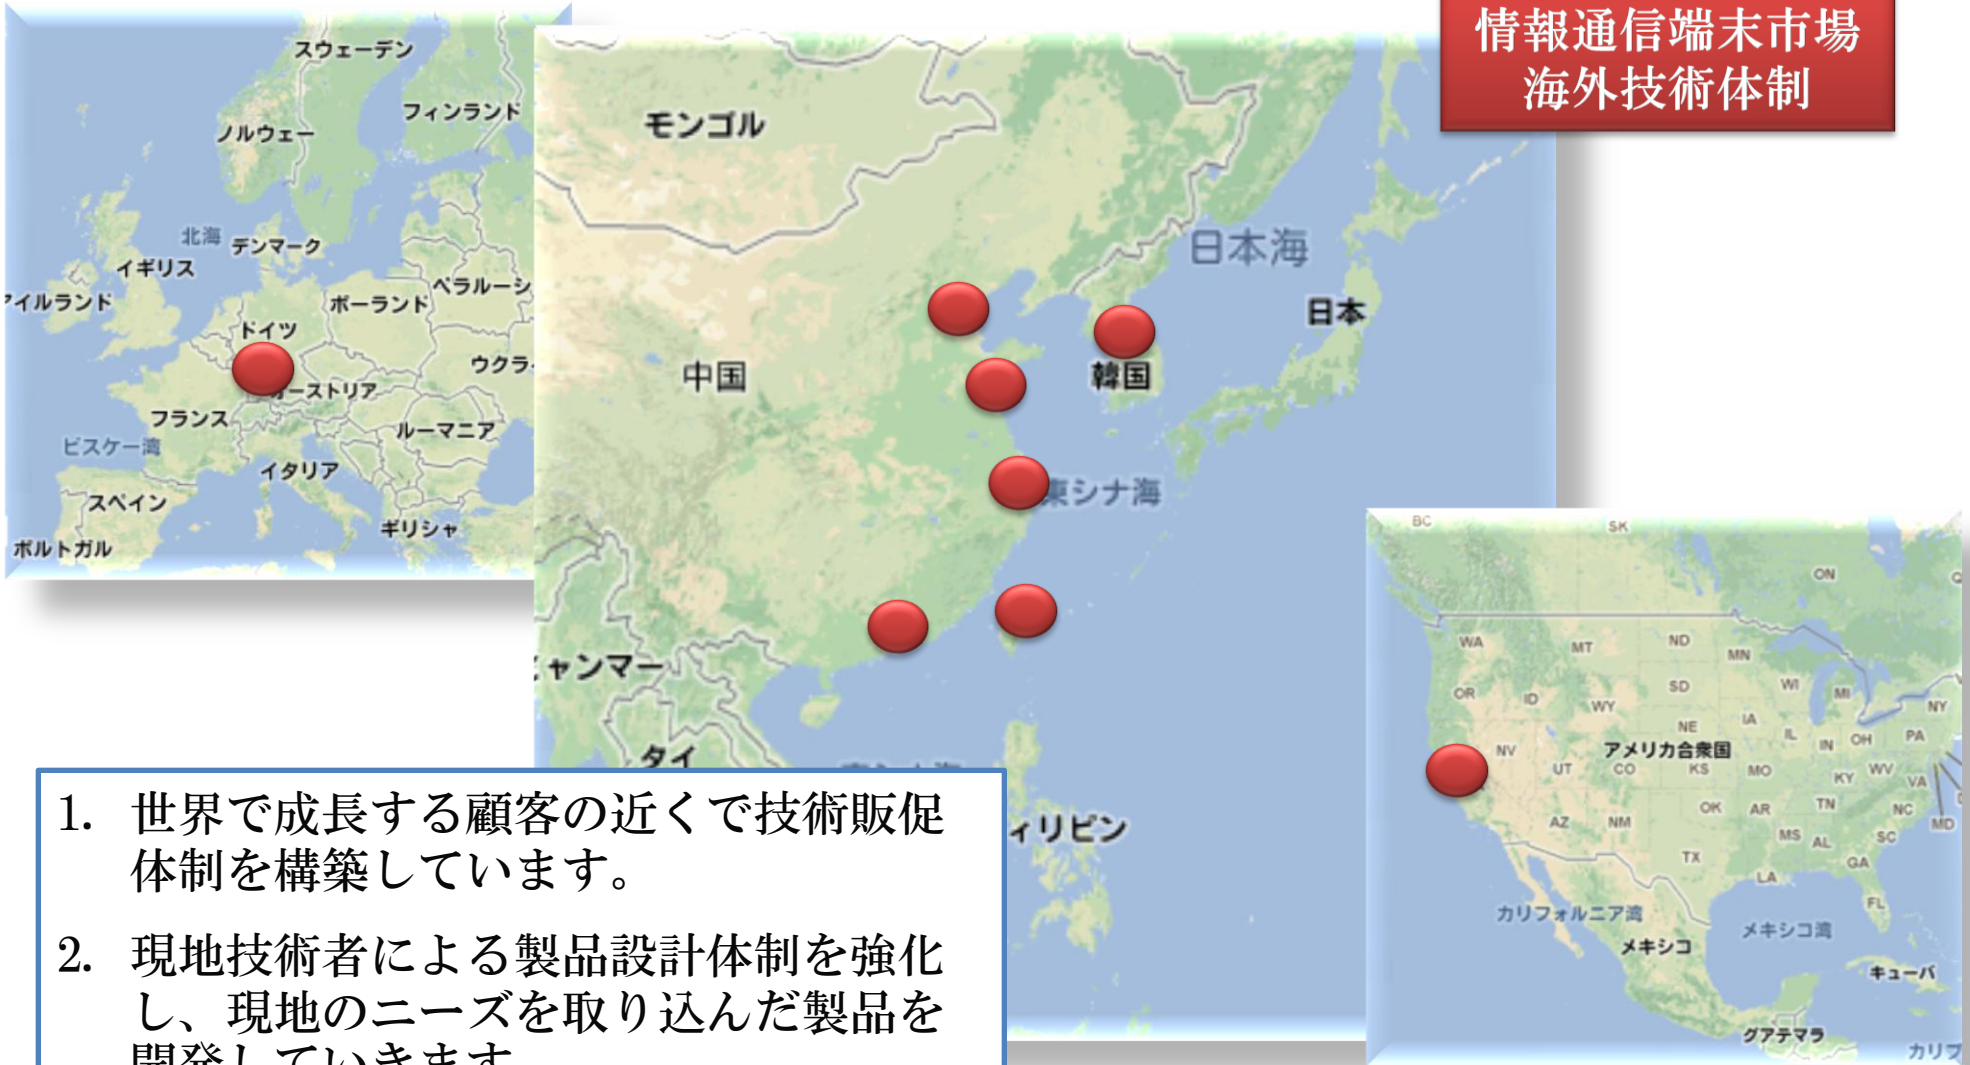 情報通信端末市場
海外技術体制
スウェーデン
フィンランド
ノルウェー
北海
デンマーク
イギリス
アイルランド
ポーランド
ベラルーシ
ドイツ
ウクラ
オーストリア
フランス
ルーマニア
ビスケー湾
イタリア
スペイン
ギリシャ
ポルトガル
モンゴル
日本海
日本
中国
韓国
東シナ海
ミャンマー
タイ
ィリピン
BC
SK
ON
WA
MT
ND
MN
OR
ID
SD
WI
MI
WY
NY
NE
IA
NV
アメリカ合衆国
IL
IN
OH
PA
UT
CO
KS
MO
KY
WV
VA
OK
AR
TN
NC
AZ
NM
MS
AL
SC
MD
TX
GA
LA
FL
カリフォルニア湾
メキシコ湾
メキシコ
キューバ
グアテマラ
カリブ
1. 世界で成長する顧客の近くで技術販促
体制を構築しています。
2. 現地技術者による製品設計体制を強化
し、現地のニーズを取り込んだ製品を
開発していきます